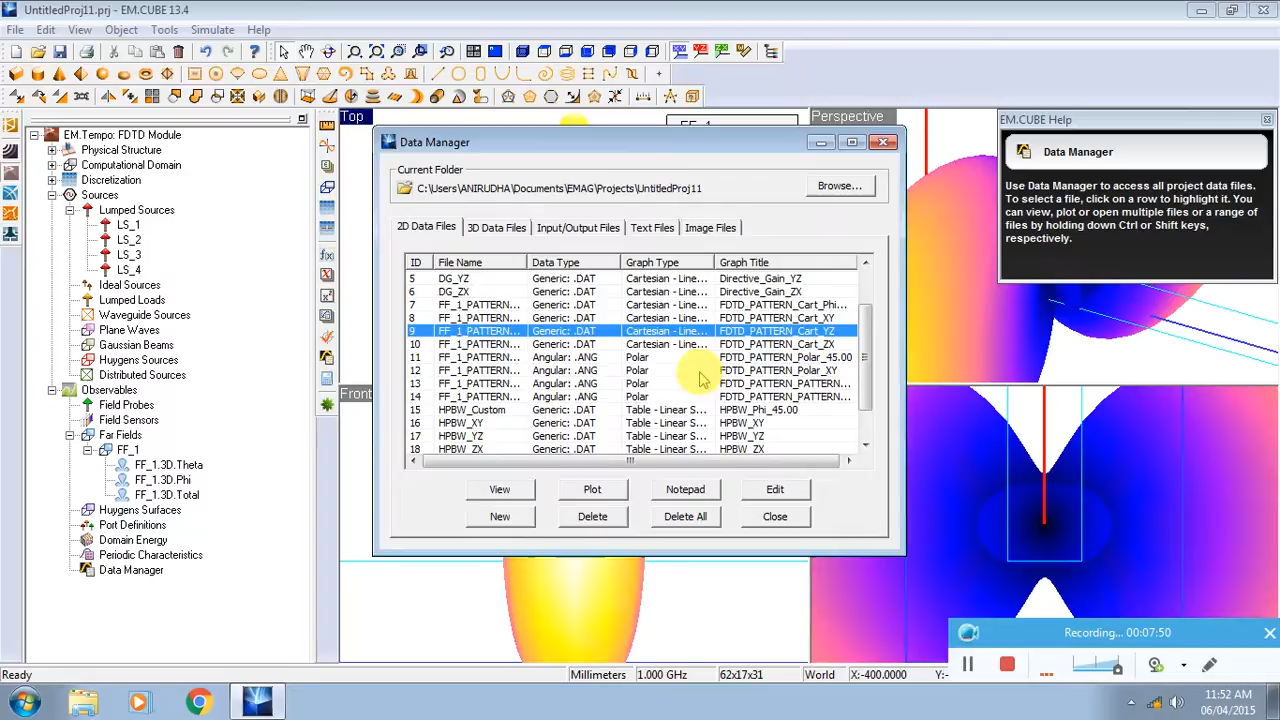 UntitledProj11.prj - EM.CUBE 13.4
File Edit View Object Tools Simulate Help
EM.Tempo: FDTD Module
Physical Structure
Computational Domain
Discretization
Sources
Lumped Sources
LS_1
LS_2
LS_3
LS_4
Ideal Sources
Lumped Loads
Waveguide Sources
Plane Waves
Gaussian Beams
Huygens Sources
Distributed Sources
Observables
Field Probes
Field Sensors
Far Fields
FF_1
FF_1.3D.Theta
FF_1.3D.Phi
FF_1.3D.Total
Huygens Surfaces
Port Definitions
Domain Energy
Periodic Characteristics
Data Manager
Top
Perspective
Front
Data Manager
Current Folder
C:\Users\ANIRUDHA\Documents\EMAG\Projects\UntitledProj11
Browse...
2D Data Files 3D Data Files Input/Output Files Text Files Image Files
ID File Name Data Type Graph Type Graph Title
5 DG_YZ Generic: .DAT Cartesian - Line... Directive_Gain_YZ
6 DG_ZX Generic: .DAT Cartesian - Line... Directive_Gain_ZX
7 FF_1_PATTERN... Generic: .DAT Cartesian - Line... FDTD_PATTERN_Cart_Phi...
8 FF_1_PATTERN... Generic: .DAT Cartesian - Line... FDTD_PATTERN_Cart_XY
9 FF_1_PATTERN... Generic: .DAT Cartesian - Line... FDTD_PATTERN_Cart_YZ
10 FF_1_PATTERN... Generic: .DAT Cartesian - Line... FDTD_PATTERN_Cart_ZX
11 FF_1_PATTERN... Angular: .ANG Polar FDTD_PATTERN_Polar_45.00
12 FF_1_PATTERN... Angular: .ANG Polar FDTD_PATTERN_Polar_XY
13 FF_1_PATTERN... Angular: .ANG Polar FDTD_PATTERN_PATTERN...
14 FF_1_PATTERN... Angular: .ANG Polar FDTD_PATTERN_PATTERN...
15 HPBW_Custom Generic: .DAT Table - Linear S... HPBW_Phi_45.00
16 HPBW_XY Generic: .DAT Table - Linear S... HPBW_XY
17 HPBW_YZ Generic: .DAT Table - Linear S... HPBW_YZ
18 HPBW_ZX Generic: .DAT Table - Linear S... HPBW_ZX
View Plot Notepad Edit
New Delete Delete All Close
EM.CUBE Help
Data Manager
Use Data Manager to access all project data files.
To select a file, click on a row to highlight it. You
can view, plot or open multiple files or a range of
files by holding down Ctrl or Shift keys,
respectively.
Recording... 00:07:50
Ready Millimeters 1.000 GHz 62x17x31 World X:-400.0000 Y:-
11:52 AM
06/04/2015